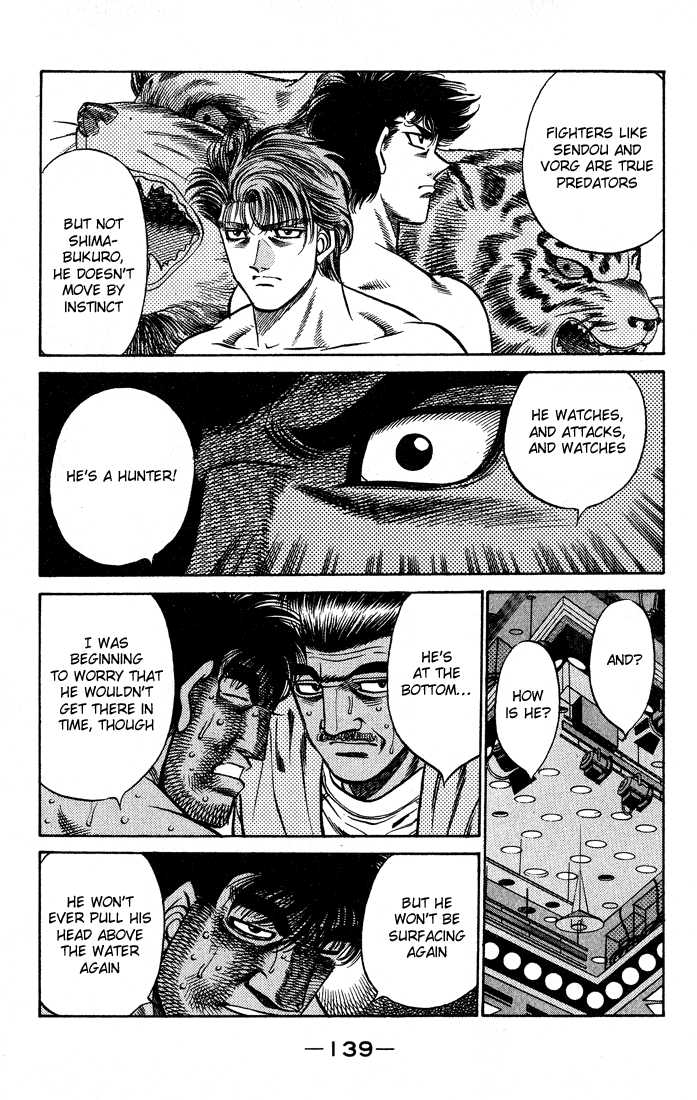 FIGHTERS LIKE
SENDOU AND
VORG ARE TRUE
PREDATORS
BUT NOT
SHIMA-
BUKURO,
HE DOESN'T
MOVE BY
INSTINCT
HE WATCHES,
AND ATTACKS,
AND WATCHES
HE'S A HUNTER!
AND?
HOW
IS HE?
HE'S
AT THE
BOTTOM...
I WAS
BEGINNING
TO WORRY THAT
HE WOULDN'T
GET THERE IN
TIME, THOUGH
BUT HE
WON'T BE
SURFACING
AGAIN
HE WON'T
EVER PULL HIS
HEAD ABOVE
THE WATER
AGAIN
—139—